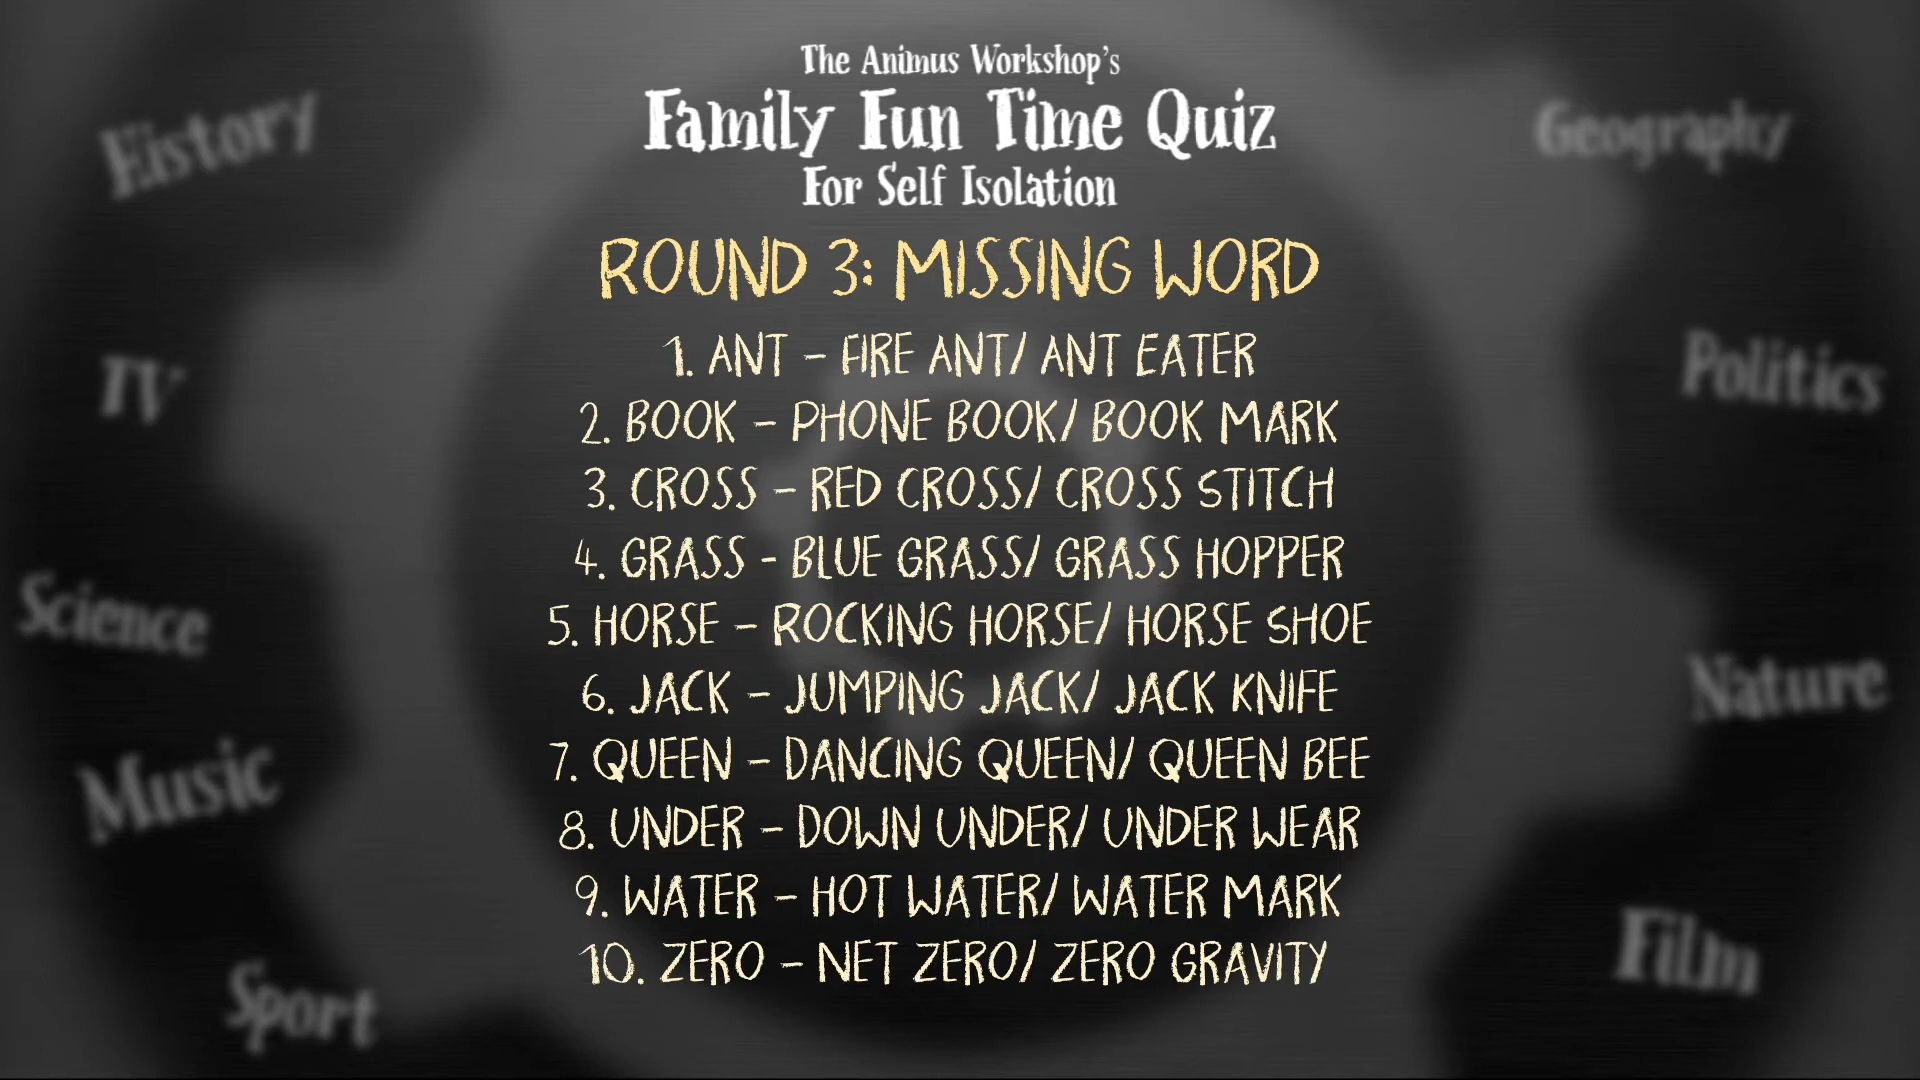 The Animus Workshop's
Family Fun Time Quiz
For Self Isolation
ROUND 3: MISSING WORD
1. ANT – FIRE ANT/ ANT EATER
2. BOOK – PHONE BOOK/ BOOK MARK
3. CROSS – RED CROSS/ CROSS STITCH
4. GRASS - BLUE GRASS/ GRASS HOPPER
5. HORSE – ROCKING HORSE/ HORSE SHOE
6. JACK – JUMPING JACK/ JACK KNIFE
7. QUEEN – DANCING QUEEN/ QUEEN BEE
8. UNDER – DOWN UNDER/ UNDER WEAR
9. WATER – HOT WATER/ WATER MARK
10. ZERO – NET ZERO/ ZERO GRAVITY
History
TV
Science
Music
Sport
Geography
Politics
Nature
Film